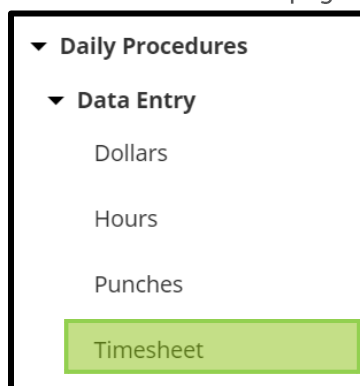 Daily Procedures
Data Entry
Dollars
Hours
Punches
Timesheet